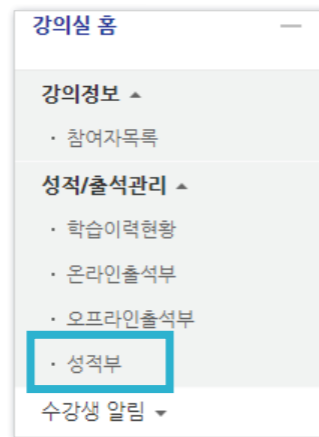 강의실 홈 —
강의정보 ▲
· 참여자목록
성적/출석관리 ▲
· 학습이력현황
· 온라인출석부
· 오프라인출석부
· 성적부
수강생 알림 ▼